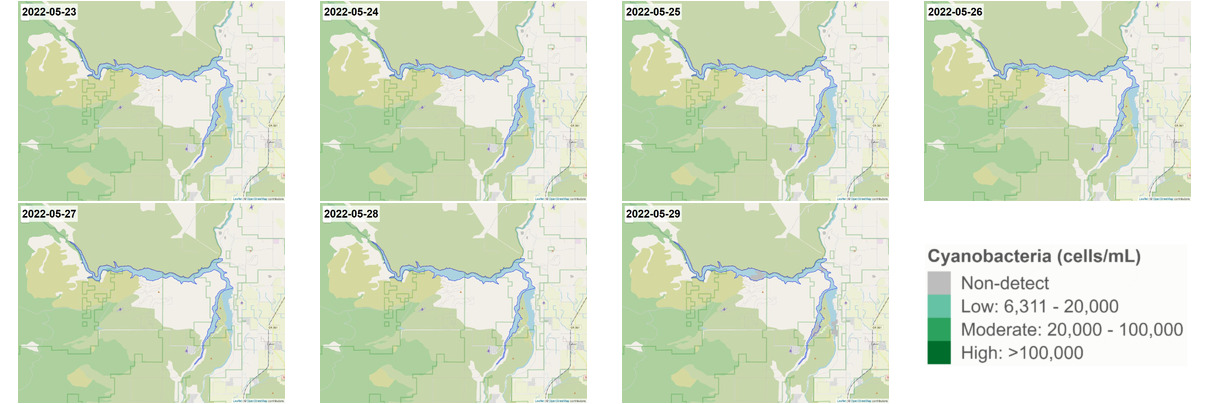 2022-05-23
2022-05-24
2022-05-25
2022-05-26
2022-05-27
2022-05-28
2022-05-29
Cyanobacteria (cells/mL)
Non-detect
Low: 6,311 - 20,000
Moderate: 20,000 - 100,000
High: >100,000